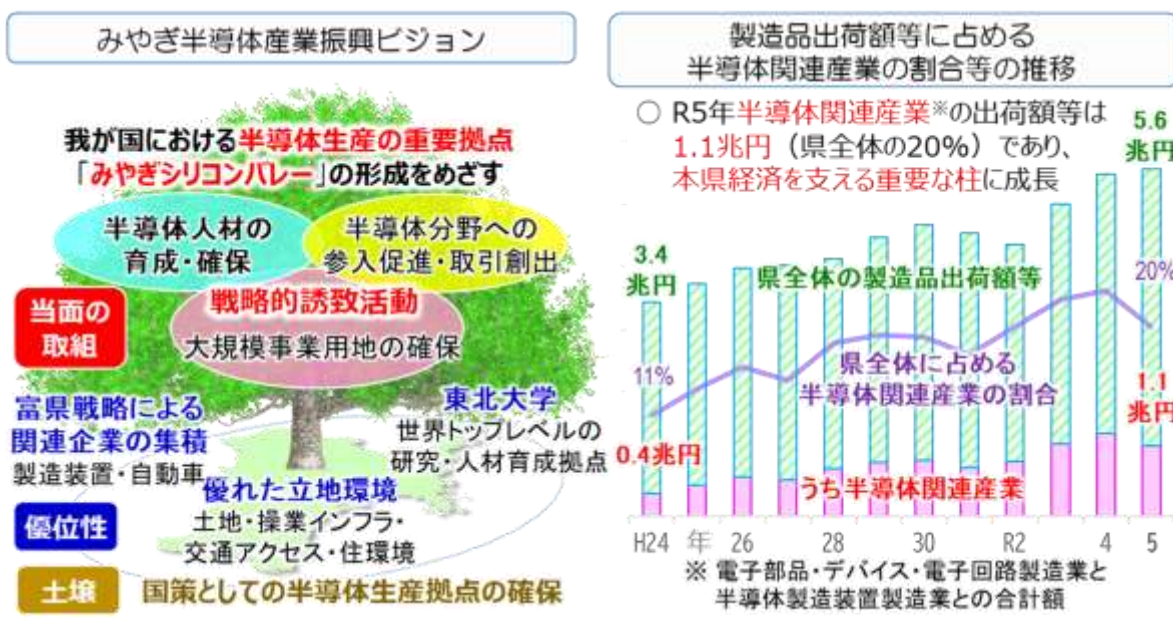 みやぎ半導体産業振興ビジョン
我が国における半導体生産の重要拠点
「みやぎシリコンバレー」の形成をめざす
半導体人材の
育成・確保
半導体分野への
参入促進・取引創出
戦略的誘致活動
大規模事業用地の確保
当面の
取組
富県戦略による
関連企業の集積
製造装置・自動車
東北大学
世界トップレベルの
研究・人材育成拠点
優れた立地環境
土地・操業インフラ・
交通アクセス・住環境
優位性
土壌
国策としての半導体生産拠点の確保
製造品出荷額等に占める
半導体関連産業の割合等の推移
○ R5年半導体関連産業※の出荷額等は
1.1兆円（県全体の20%）であり、
本県経済を支える重要な柱に成長
5.6
兆円
3.4
兆円
県全体の製造品出荷額等
20%
11%
県全体に占める
半導体関連産業の割合
1.1
兆円
0.4兆円
うち半導体関連産業
H24 年 26 28 30 R2 4 5
※ 電子部品・デバイス・電子回路製造業と
半導体製造装置製造業との合計額